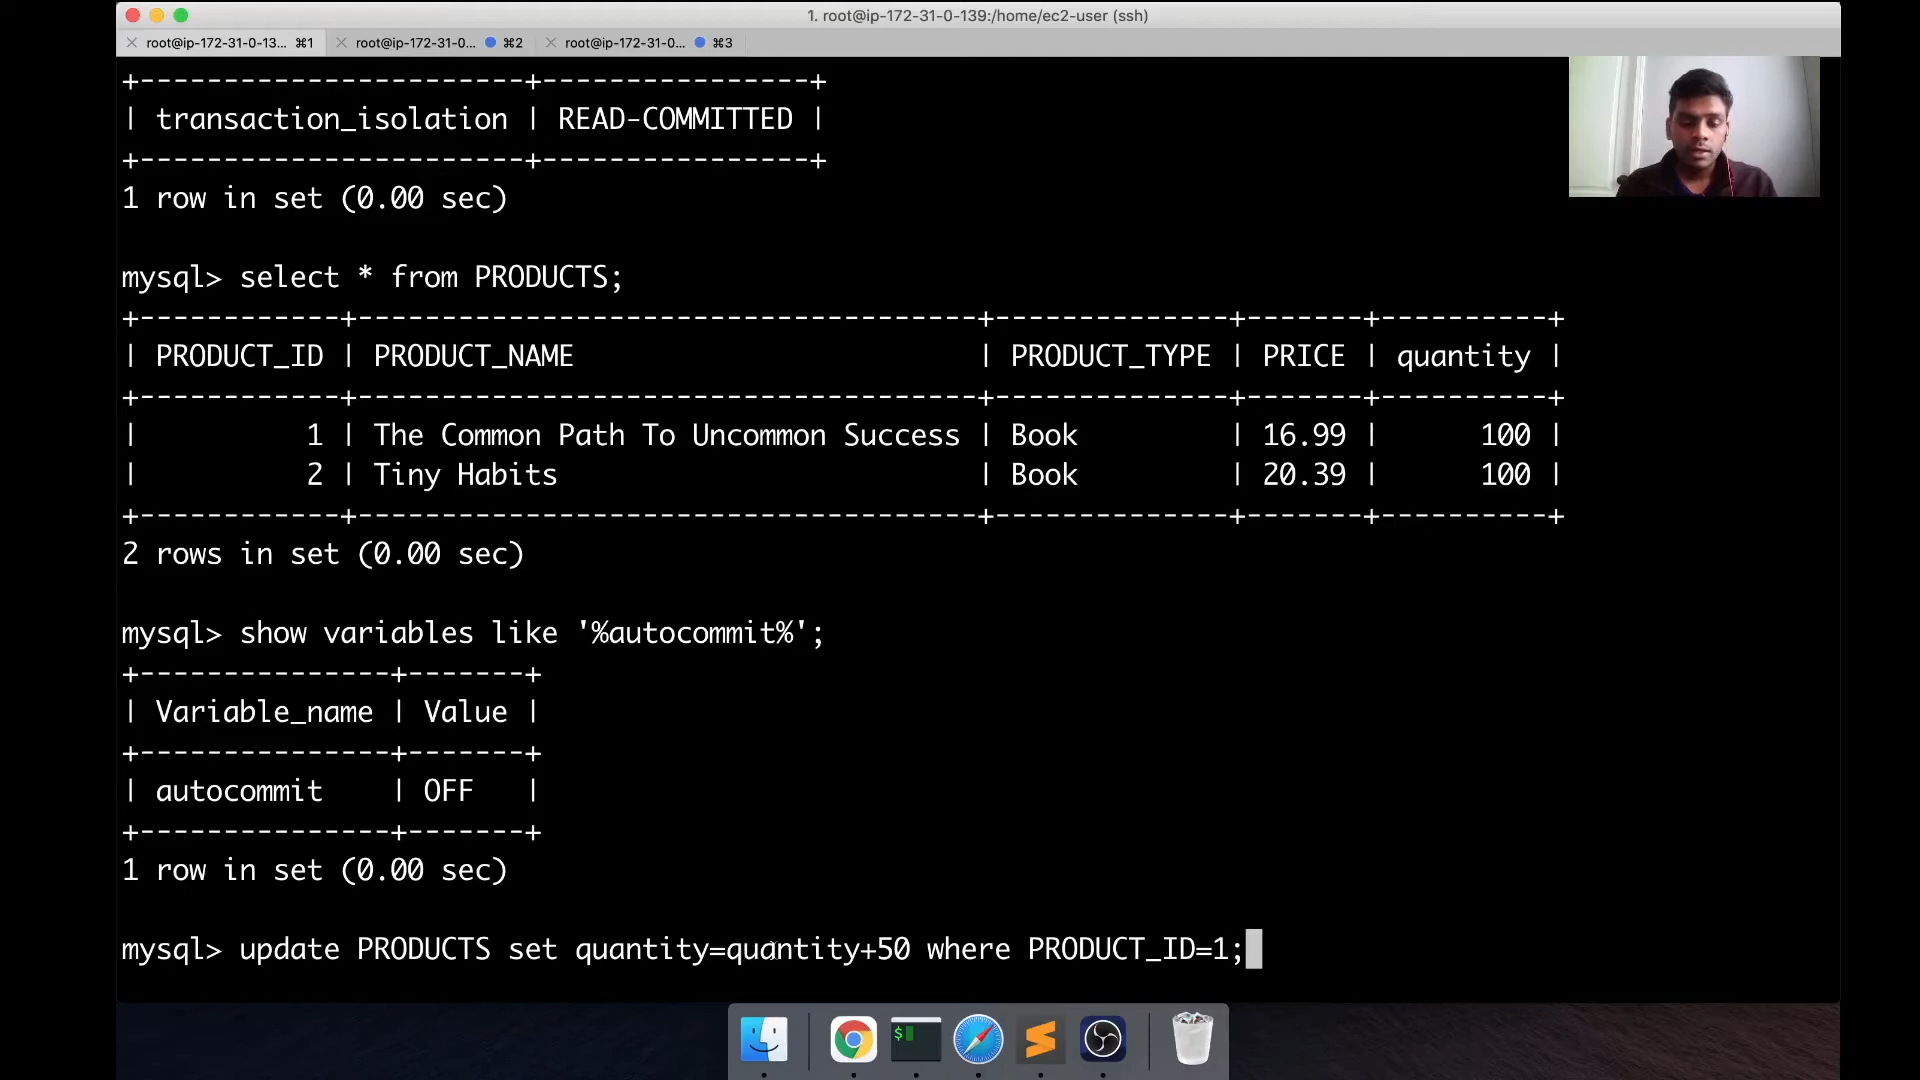 1. root@ip-172-31-0-139:/home/ec2-user (ssh)
root@ip-172-31-0-13... ⌘1 root@ip-172-31-0... ⌘2 root@ip-172-31-0... ⌘3
+-----------------------+----------------+
| transaction_isolation | READ-COMMITTED |
+-----------------------+----------------+
1 row in set (0.00 sec)
mysql> select * from PRODUCTS;
+------------+-------------------------------------+--------------+-------+----------+
| PRODUCT_ID | PRODUCT_NAME | PRODUCT_TYPE | PRICE | quantity |
+------------+-------------------------------------+--------------+-------+----------+
| 1 | The Common Path To Uncommon Success | Book | 16.99 | 100 |
| 2 | Tiny Habits | Book | 20.39 | 100 |
+------------+-------------------------------------+--------------+-------+----------+
2 rows in set (0.00 sec)
mysql> show variables like '%autocommit%';
+---------------+-------+
| Variable_name | Value |
+---------------+-------+
| autocommit | OFF |
+---------------+-------+
1 row in set (0.00 sec)
mysql> update PRODUCTS set quantity=quantity+50 where PRODUCT_ID=1;